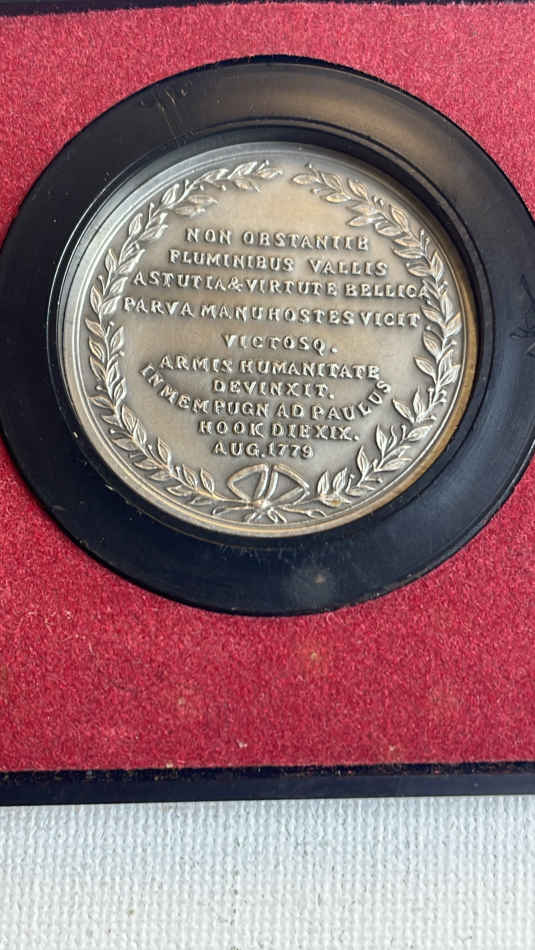 NON OBSTANTIB
FLUMINIBUS VALLIS
ASTUTIA & VIRTUTE BELLICA
PARVA MANU HOSTES VICIT
VICTOSQ.
ARMIS HUMANITATE
DEVINXIT.
IN MEM PUGN AD PAULUS
HOOK DIE XIX.
AUG. 1779